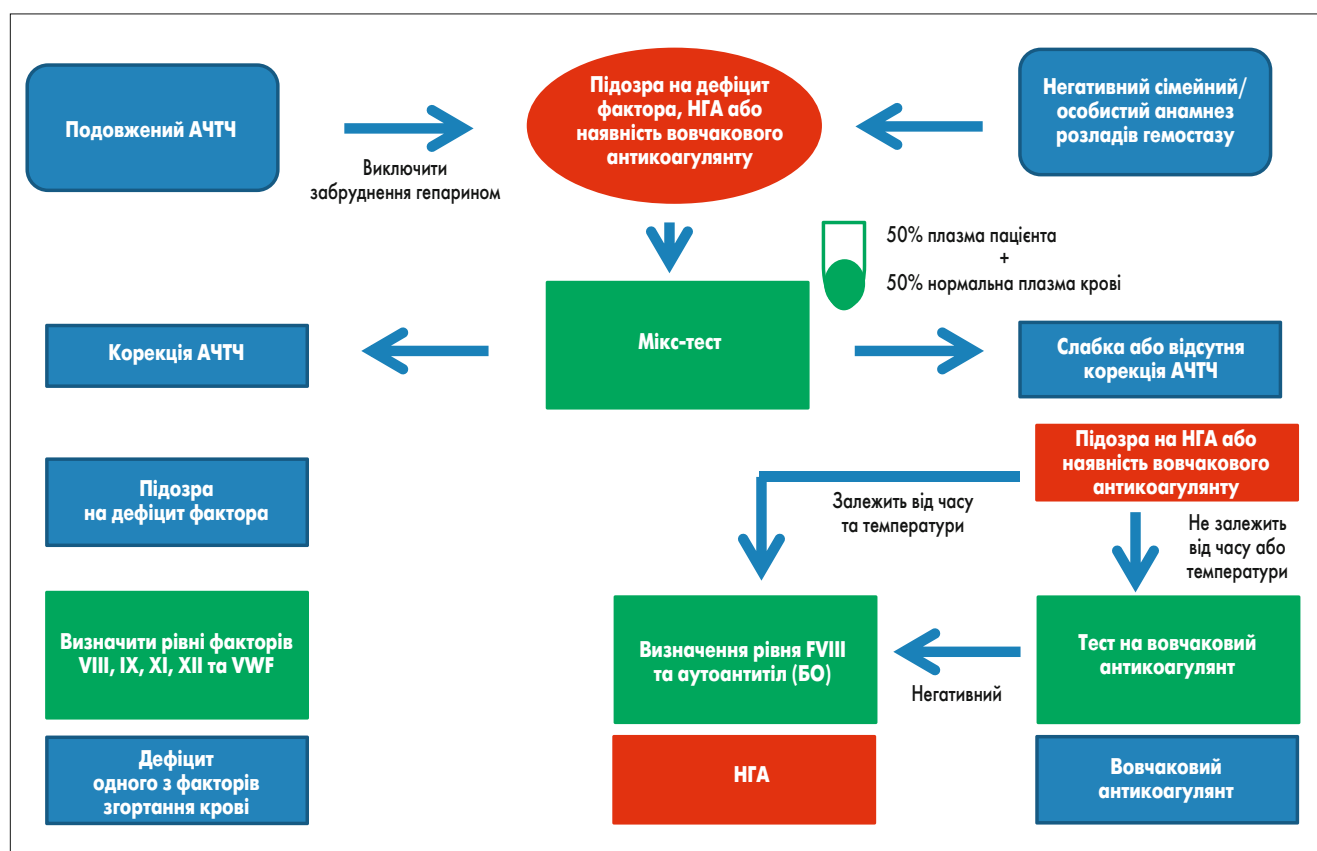 Подовжений АЧТЧ
Виключити
забруднення гепарином
Підозра на дефіцит
фактора, НГА або
наявність вовчакового
антикоагулянту
Негативний сімейний/
особистий анамнез
розладів гемостазу
50% плазма пацієнта
+
50% нормальна плазма крові
Мікс-тест
Корекція АЧТЧ
Слабка або відсутня
корекція АЧТЧ
Підозра
на дефіцит фактора
Підозра на НГА або
наявність вовчакового
антикоагулянту
Залежить від часу
та температури
Не залежить
від часу або
температури
Визначити рівні факторів
VIII, IX, XI, XII та VWF
Визначення рівня FVIII
та аутоантитіл (БО)
Негативний
Тест на вовчаковий
антикоагулянт
Дефіцит
одного з факторів
згортання крові
НГА
Вовчаковий
антикоагулянт